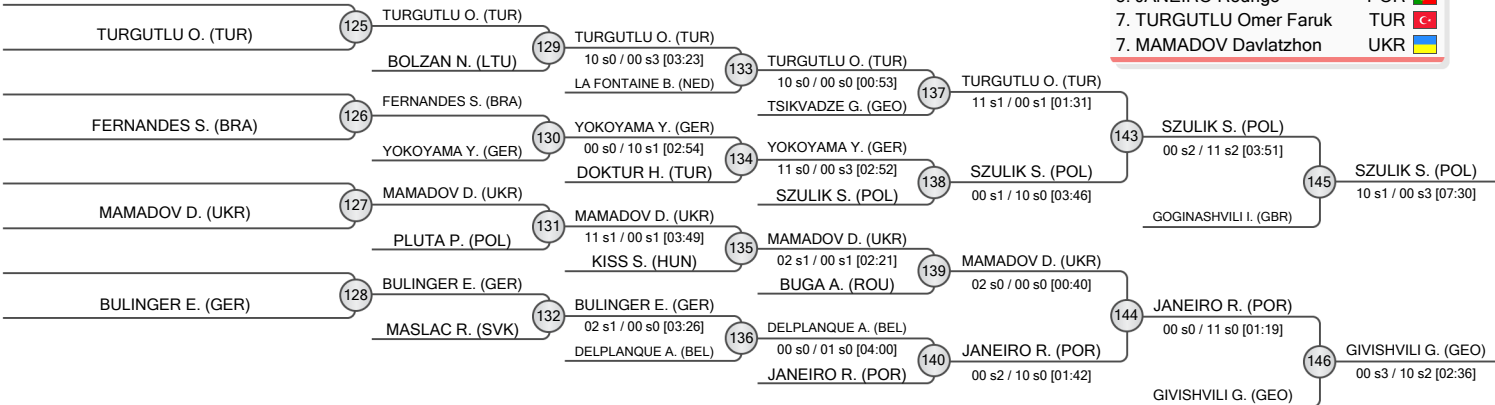 5. JANEIRO Rodrigo POR
7. TURGUTLU Omer Faruk TUR
7. MAMADOV Davlatzhon UKR
TURGUTLU O. (TUR)
FERNANDES S. (BRA)
MAMADOV D. (UKR)
BULINGER E. (GER)
125
126
127
128
TURGUTLU O. (TUR)
BOLZAN N. (LTU)
FERNANDES S. (BRA)
YOKOYAMA Y. (GER)
MAMADOV D. (UKR)
PLUTA P. (POL)
BULINGER E. (GER)
MASLAC R. (SVK)
129
130
131
132
TURGUTLU O. (TUR)
10 s0 / 00 s3 [03:23]
LA FONTAINE B. (NED)
YOKOYAMA Y. (GER)
00 s0 / 10 s1 [02:54]
DOKTUR H. (TUR)
MAMADOV D. (UKR)
11 s1 / 00 s1 [03:49]
KISS S. (HUN)
BULINGER E. (GER)
02 s1 / 00 s0 [03:26]
DELPLANQUE A. (BEL)
133
134
135
136
TURGUTLU O. (TUR)
10 s0 / 00 s0 [00:53]
TSIKVADZE G. (GEO)
YOKOYAMA Y. (GER)
11 s0 / 00 s3 [02:52]
SZULIK S. (POL)
MAMADOV D. (UKR)
02 s1 / 00 s1 [02:21]
BUGA A. (ROU)
DELPLANQUE A. (BEL)
00 s0 / 01 s0 [04:00]
JANEIRO R. (POR)
137
138
139
140
TURGUTLU O. (TUR)
11 s1 / 00 s1 [01:31]
SZULIK S. (POL)
00 s1 / 10 s0 [03:46]
MAMADOV D. (UKR)
02 s0 / 00 s0 [00:40]
JANEIRO R. (POR)
00 s2 / 10 s0 [01:42]
143
144
SZULIK S. (POL)
00 s2 / 11 s2 [03:51]
GOGINASHVILI I. (GBR)
JANEIRO R. (POR)
00 s0 / 11 s0 [01:19]
GIVISHVILI G. (GEO)
145
146
SZULIK S. (POL)
10 s1 / 00 s3 [07:30]
GIVISHVILI G. (GEO)
00 s3 / 10 s2 [02:36]